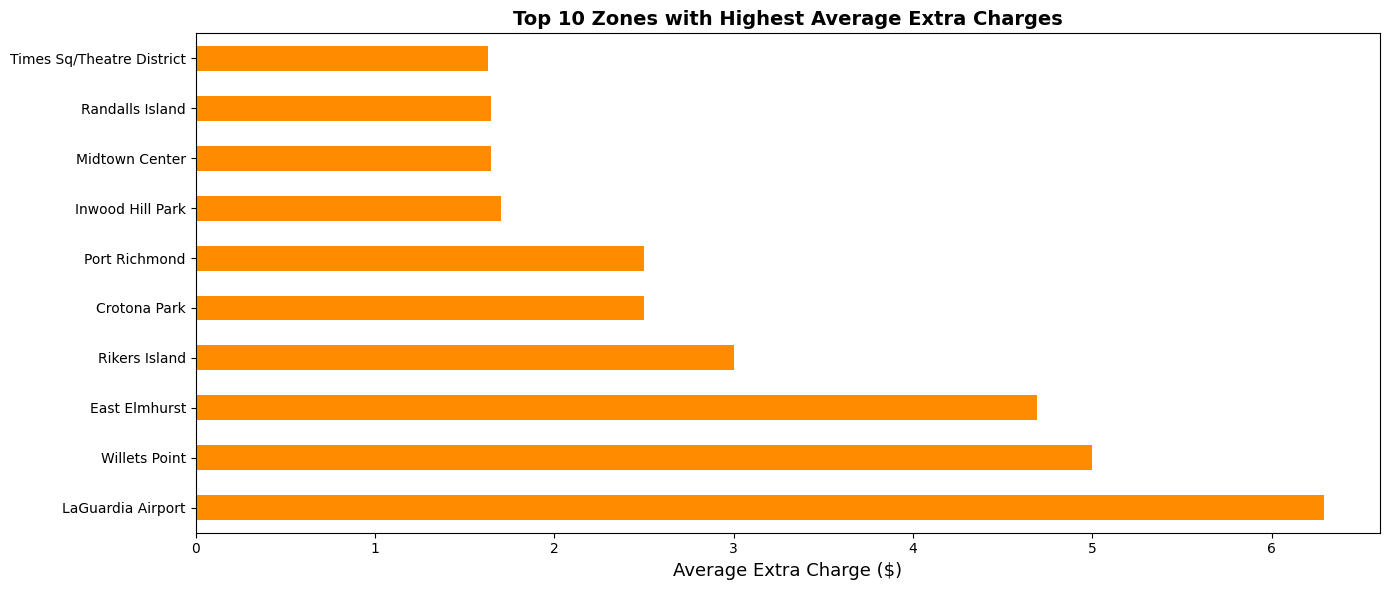 Top 10 Zones with Highest Average Extra Charges
Times Sq/Theatre District
Randalls Island
Midtown Center
Inwood Hill Park
Port Richmond
Crotona Park
Rikers Island
East Elmhurst
Willets Point
LaGuardia Airport
0 1 2 3 4 5 6
Average Extra Charge ($)